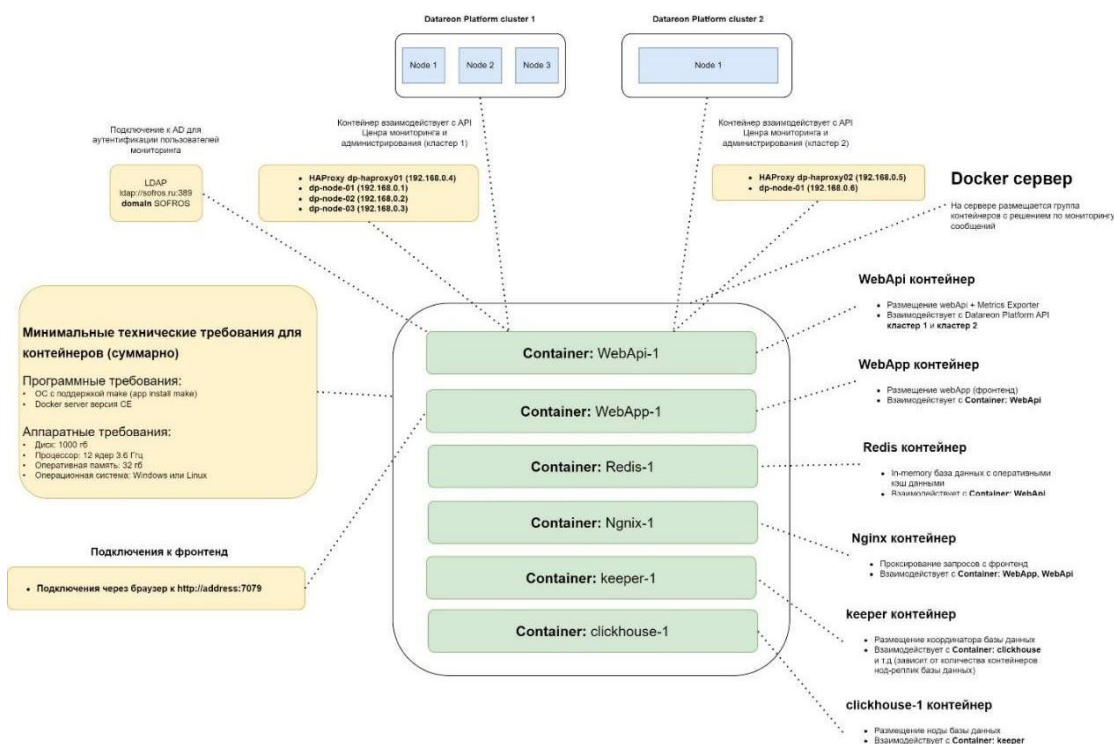 Datareon Platform cluster 1
Datareon Platform cluster 2
Node 1
Node 2
Node 3
Node 1
Подключение к AD для
аутентификации пользователей
мониторинга
Контейнер взаимодействует с API
Ценра мониторинга и
администрирования (кластер 1)
Контейнер взаимодействует с API
Ценра мониторинга и
администрирования (кластер 2)
LDAP
ldap://sofros.ru:389
domain SOFROS
• HAProxy dp-haproxy01 (192.168.0.4)
• dp-node-01 (192.168.0.1)
• dp-node-02 (192.168.0.2)
• dp-node-03 (192.168.0.3)
• HAProxy dp-haproxy02 (192.168.0.5)
• dp-node-01 (192.168.0.6)
Docker сервер
На сервере размещается группа
контейнеров с решением по мониторингу
сообщений
Минимальные технические требования для
контейнеров (суммарно)
Программные требования:
• ОС с поддержкой make (app install make)
• Docker server версия CE
Аппаратные требования:
• Диск: 1000 гб
• Процессор: 12 ядер 3.6 Гтц
• Оперативная память: 32 гб
• Операционная система: Windows или Linux
Подключения к фронтенд
• Подключения через браузер к http://address:7079
Container: WebApi-1
Container: WebApp-1
Container: Redis-1
Container: Ngnix-1
Container: keeper-1
Container: clickhouse-1
WebApi контейнер
• Размещение webApi + Metrics Exporter
• Взаимодействует с Datareon Platform API
кластер 1 и кластер 2
WebApp контейнер
• Размещение webApp (фронтенд)
• Взаимодействует с Container: WebApi
Redis контейнер
• In-memory база данных с оперативными
кэш данными
• Взаимодействует с Container: WebApi
Nginx контейнер
• Проксирование запросов с фронтенд
• Взаимодействует с Container: WebApp, WebApi
keeper контейнер
• Размещение координатора базы данных
• Взаимодействует с Container: clickhouse
и т.д (зависит от количества контейнеров
нод-реплик базы данных)
clickhouse-1 контейнер
• Размещение ноды базы данных
• Взаимодействует с Container: keeper